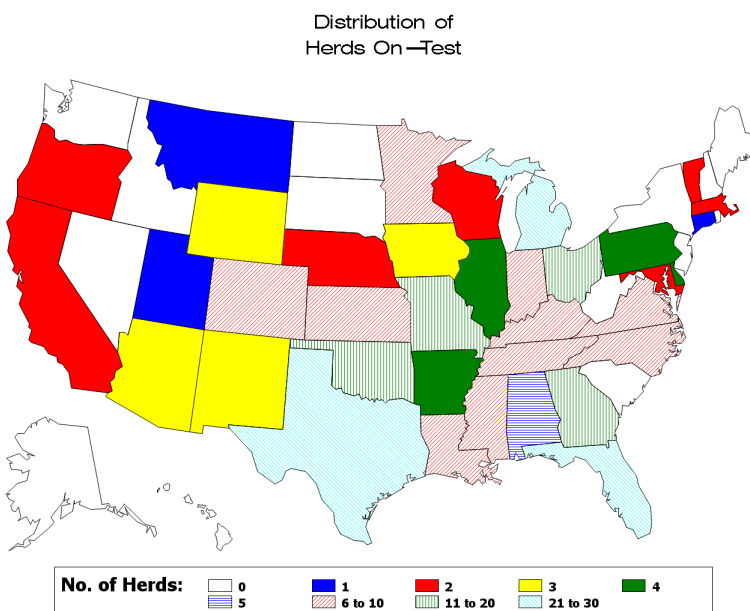 Distribution of
Herds On-Test
No. of Herds: 0 1 2 3 4
5 6 to 10 11 to 20 21 to 30